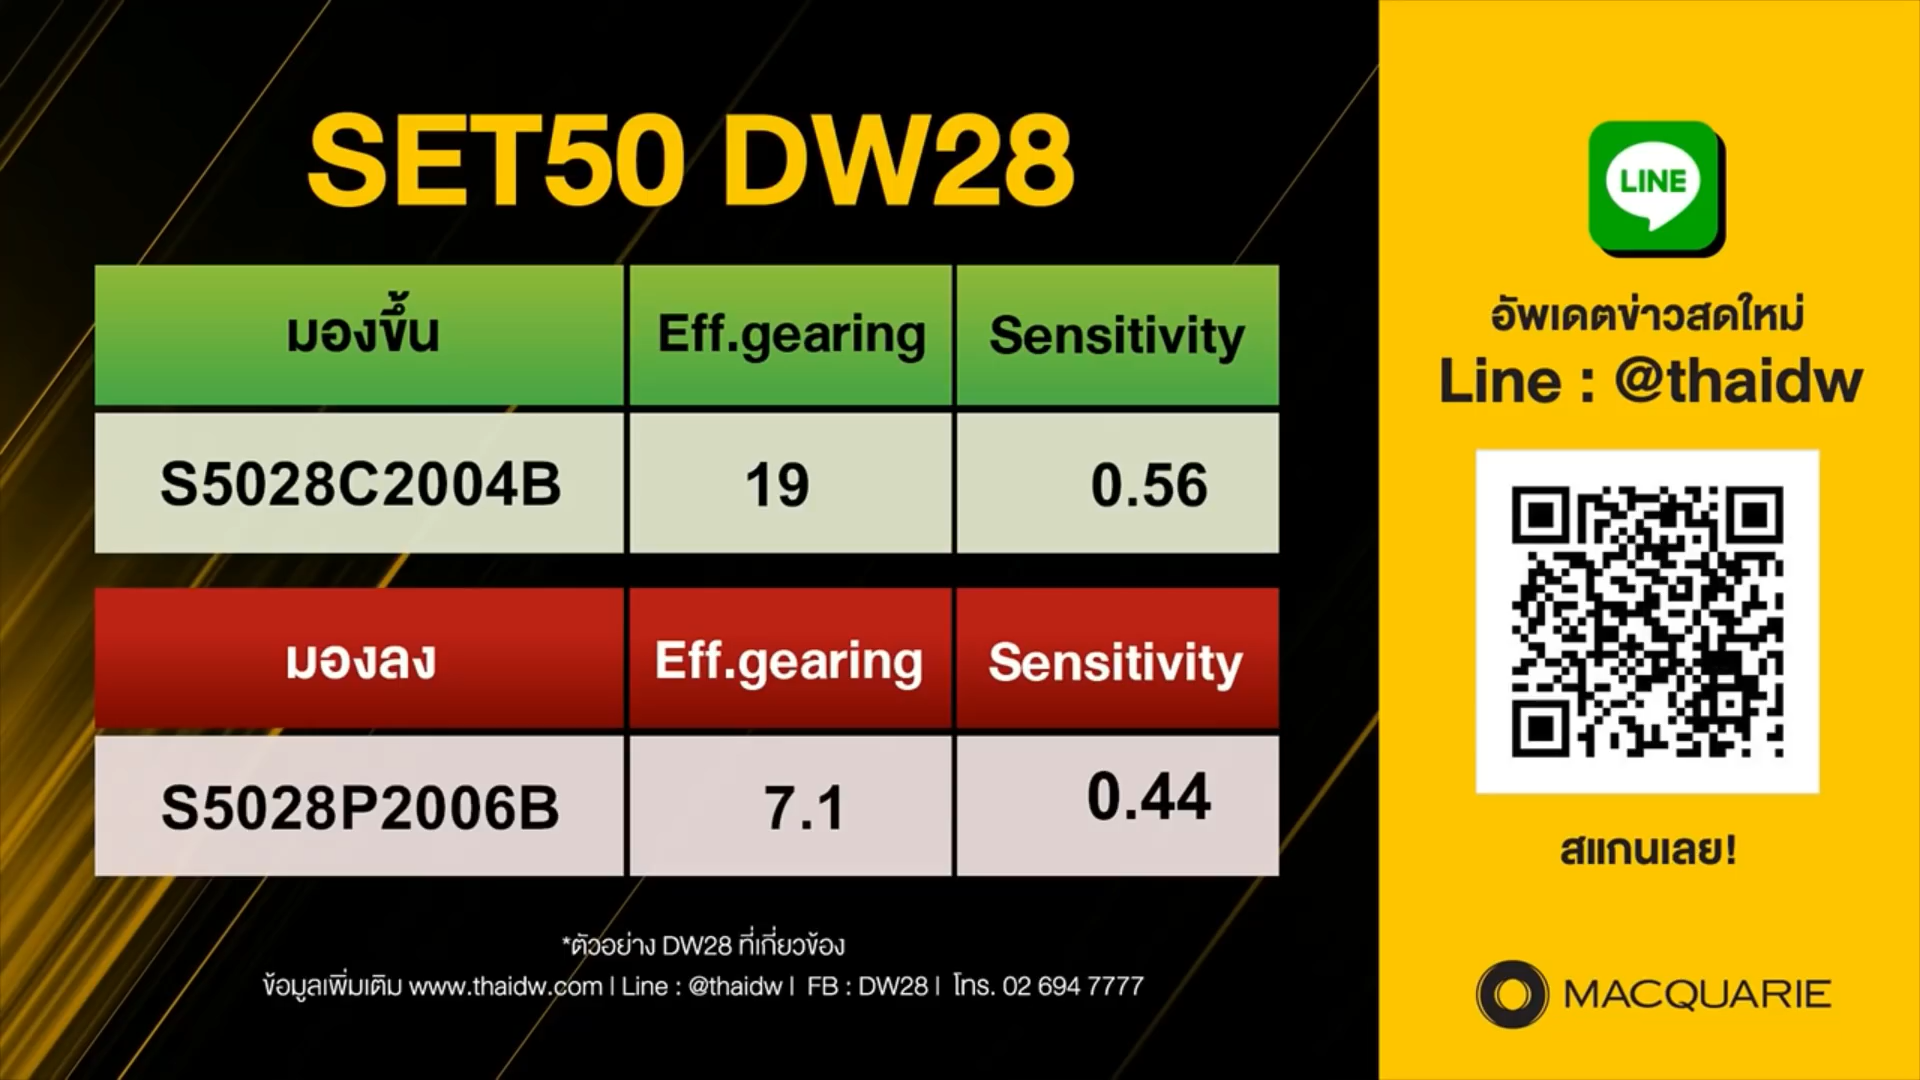 SET50 DW28
มองขึ้น Eff.gearing Sensitivity
S5028C2004B 19 0.56
มองลง Eff.gearing Sensitivity
S5028P2006B 7.1 0.44
*ตัวอย่าง DW28 ที่เกี่ยวข้อง
ข้อมูลเพิ่มเติม www.thaidw.com | Line : @thaidw | FB : DW28 | โทร. 02 694 7777
LINE
อัพเดตข่าวสดใหม่
Line : @thaidw
สแกนเลย!
MACQUARIE